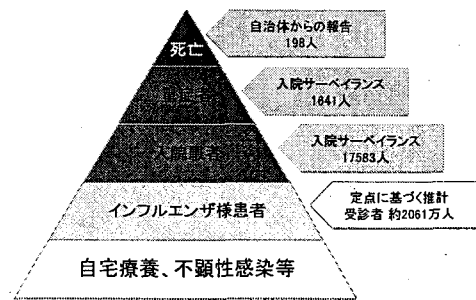 死亡
自治体からの報告
198人
重症者
入院サーベイランス
1641人
入院患者
入院サーベイランス
17583人
インフルエンザ様患者
定点に基づく推計
受診者 約2061万人
自宅療養、不顕性感染等